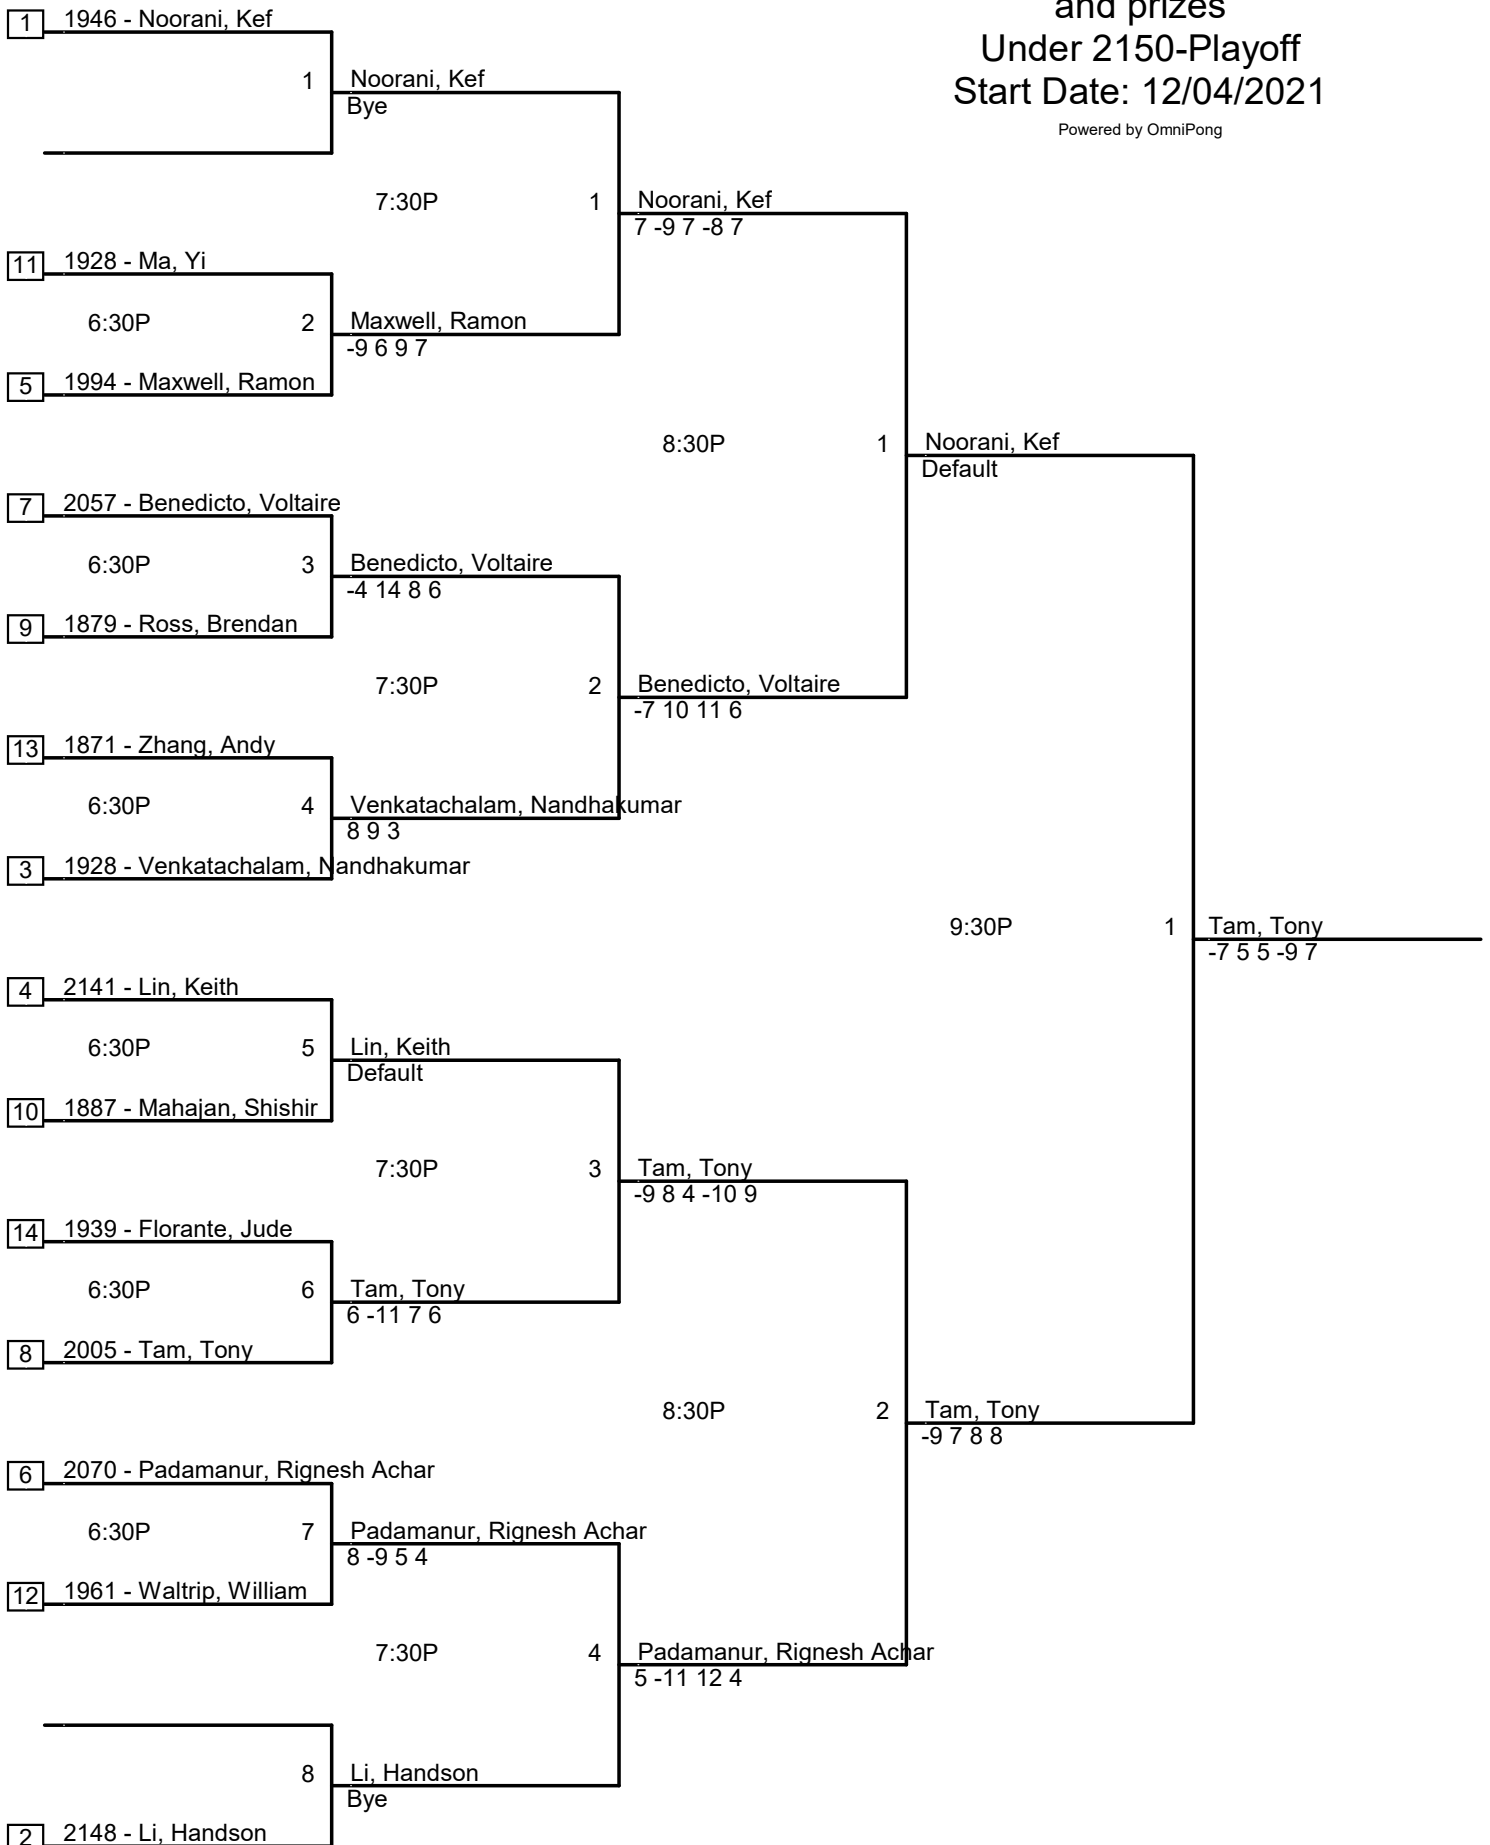 and prizes
Under 2150-Playoff
Start Date: 12/04/2021
Powered by OmniPong
1 1946 - Noorani, Kef
1 Noorani, Kef
Bye
7:30P 1 Noorani, Kef
7 -9 7 -8 7
11 1928 - Ma, Yi
6:30P 2 Maxwell, Ramon
-9 6 9 7
5 1994 - Maxwell, Ramon
8:30P 1 Noorani, Kef
Default
7 2057 - Benedicto, Voltaire
6:30P 3 Benedicto, Voltaire
-4 14 8 6
9 1879 - Ross, Brendan
7:30P 2 Benedicto, Voltaire
-7 10 11 6
13 1871 - Zhang, Andy
6:30P 4 Venkatachalam, Nandhakumar
8 9 3
3 1928 - Venkatachalam, Nandhakumar
9:30P 1 Tam, Tony
-7 5 5 -9 7
4 2141 - Lin, Keith
6:30P 5 Lin, Keith
Default
10 1887 - Mahajan, Shishir
7:30P 3 Tam, Tony
-9 8 4 -10 9
14 1939 - Florante, Jude
6:30P 6 Tam, Tony
6 -11 7 6
8 2005 - Tam, Tony
8:30P 2 Tam, Tony
-9 7 8 8
6 2070 - Padamanur, Rignesh Achar
6:30P 7 Padamanur, Rignesh Achar
8 -9 5 4
12 1961 - Waltrip, William
7:30P 4 Padamanur, Rignesh Achar
5 -11 12 4
8 Li, Handson
Bye
2 2148 - Li, Handson